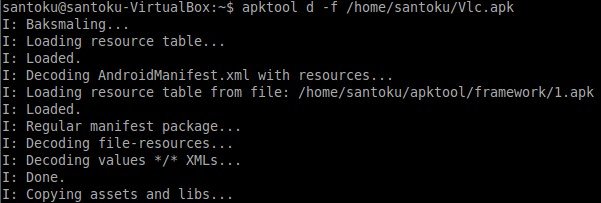 santoku@santoku-VirtualBox:~$ apktool d -f /home/santoku/Vlc.apk
I: Baksmaling...
I: Loading resource table...
I: Loaded.
I: Decoding AndroidManifest.xml with resources...
I: Loading resource table from file: /home/santoku/apktool/framework/1.apk
I: Loaded.
I: Regular manifest package...
I: Decoding file-resources...
I: Decoding values */* XMLs...
I: Done.
I: Copying assets and libs...